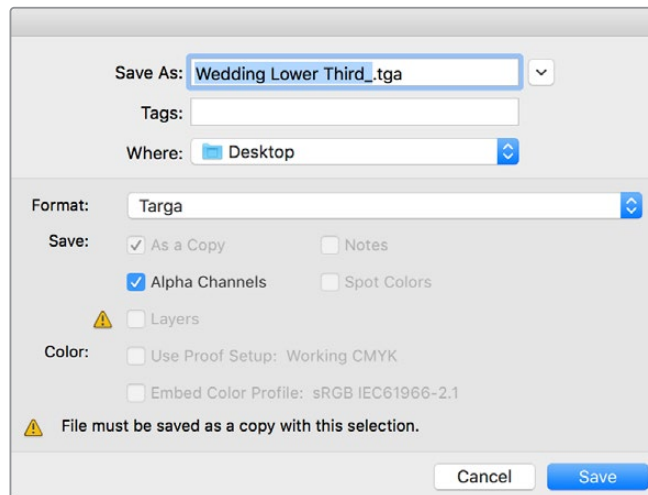 Save As: Wedding Lower Third_.tga
Tags:
Where: Desktop
Format: Targa
Save: As a Copy Notes
Alpha Channels Spot Colors
Layers
Color: Use Proof Setup: Working CMYK
Embed Color Profile: sRGB IEC61966-2.1
File must be saved as a copy with this selection.
Cancel Save